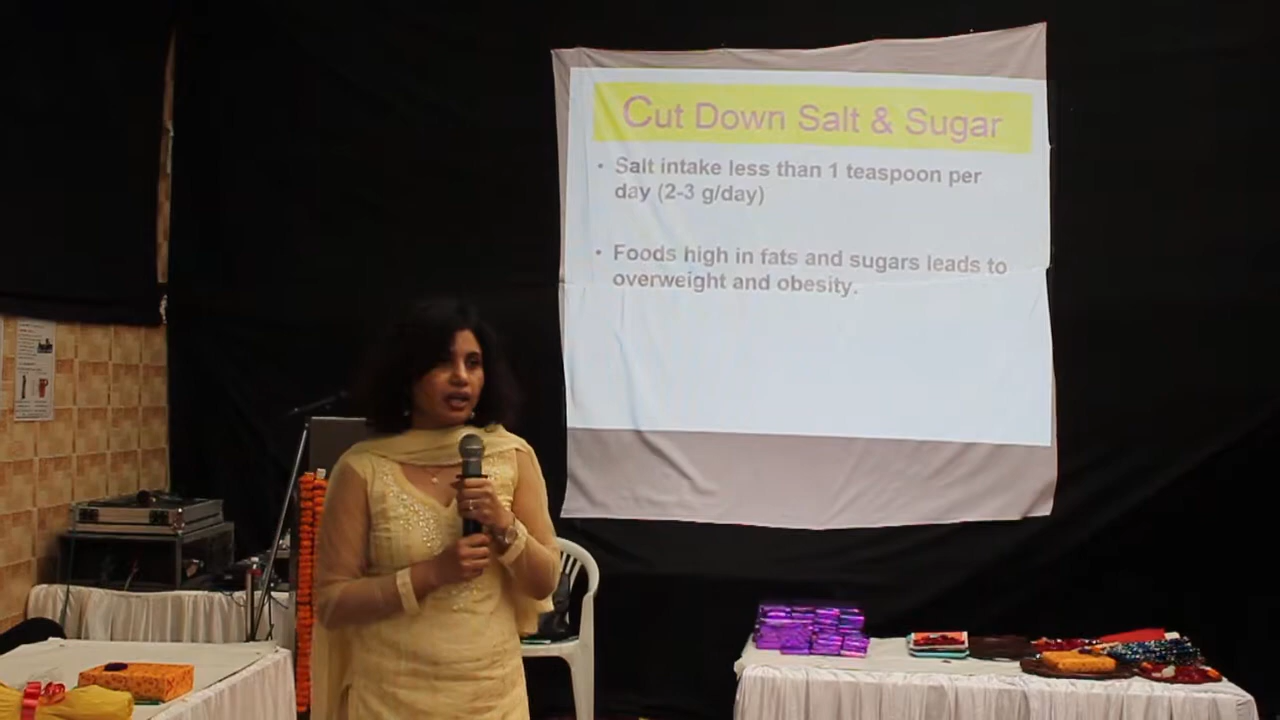 Cut Down Salt & Sugar
• Salt intake less than 1 teaspoon per
day (2-3 g/day)
• Foods high in fats and sugars leads to
overweight and obesity.